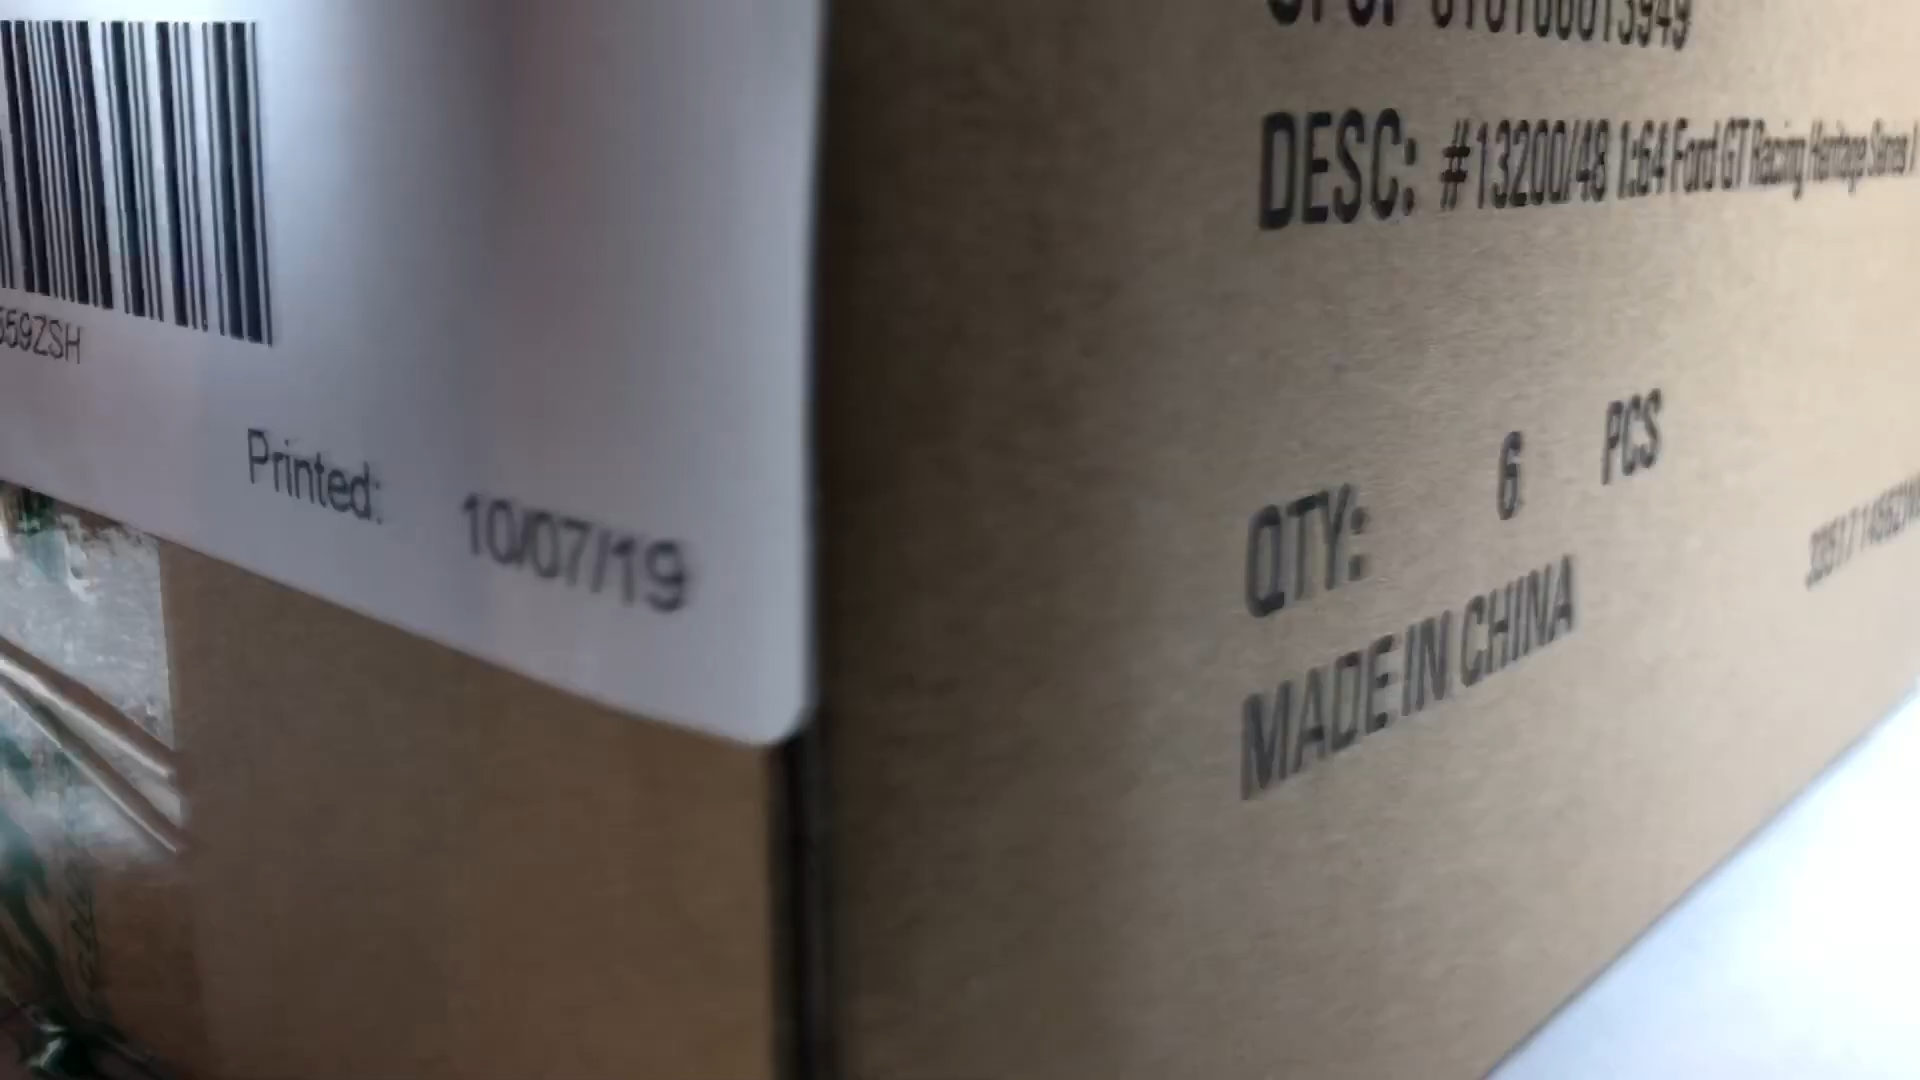 559ZSH
Printed: 10/07/19
DESC: #13200/48 1:64 Ford GT Racing Heritage Series 1
QTY: 6 PCS
MADE IN CHINA